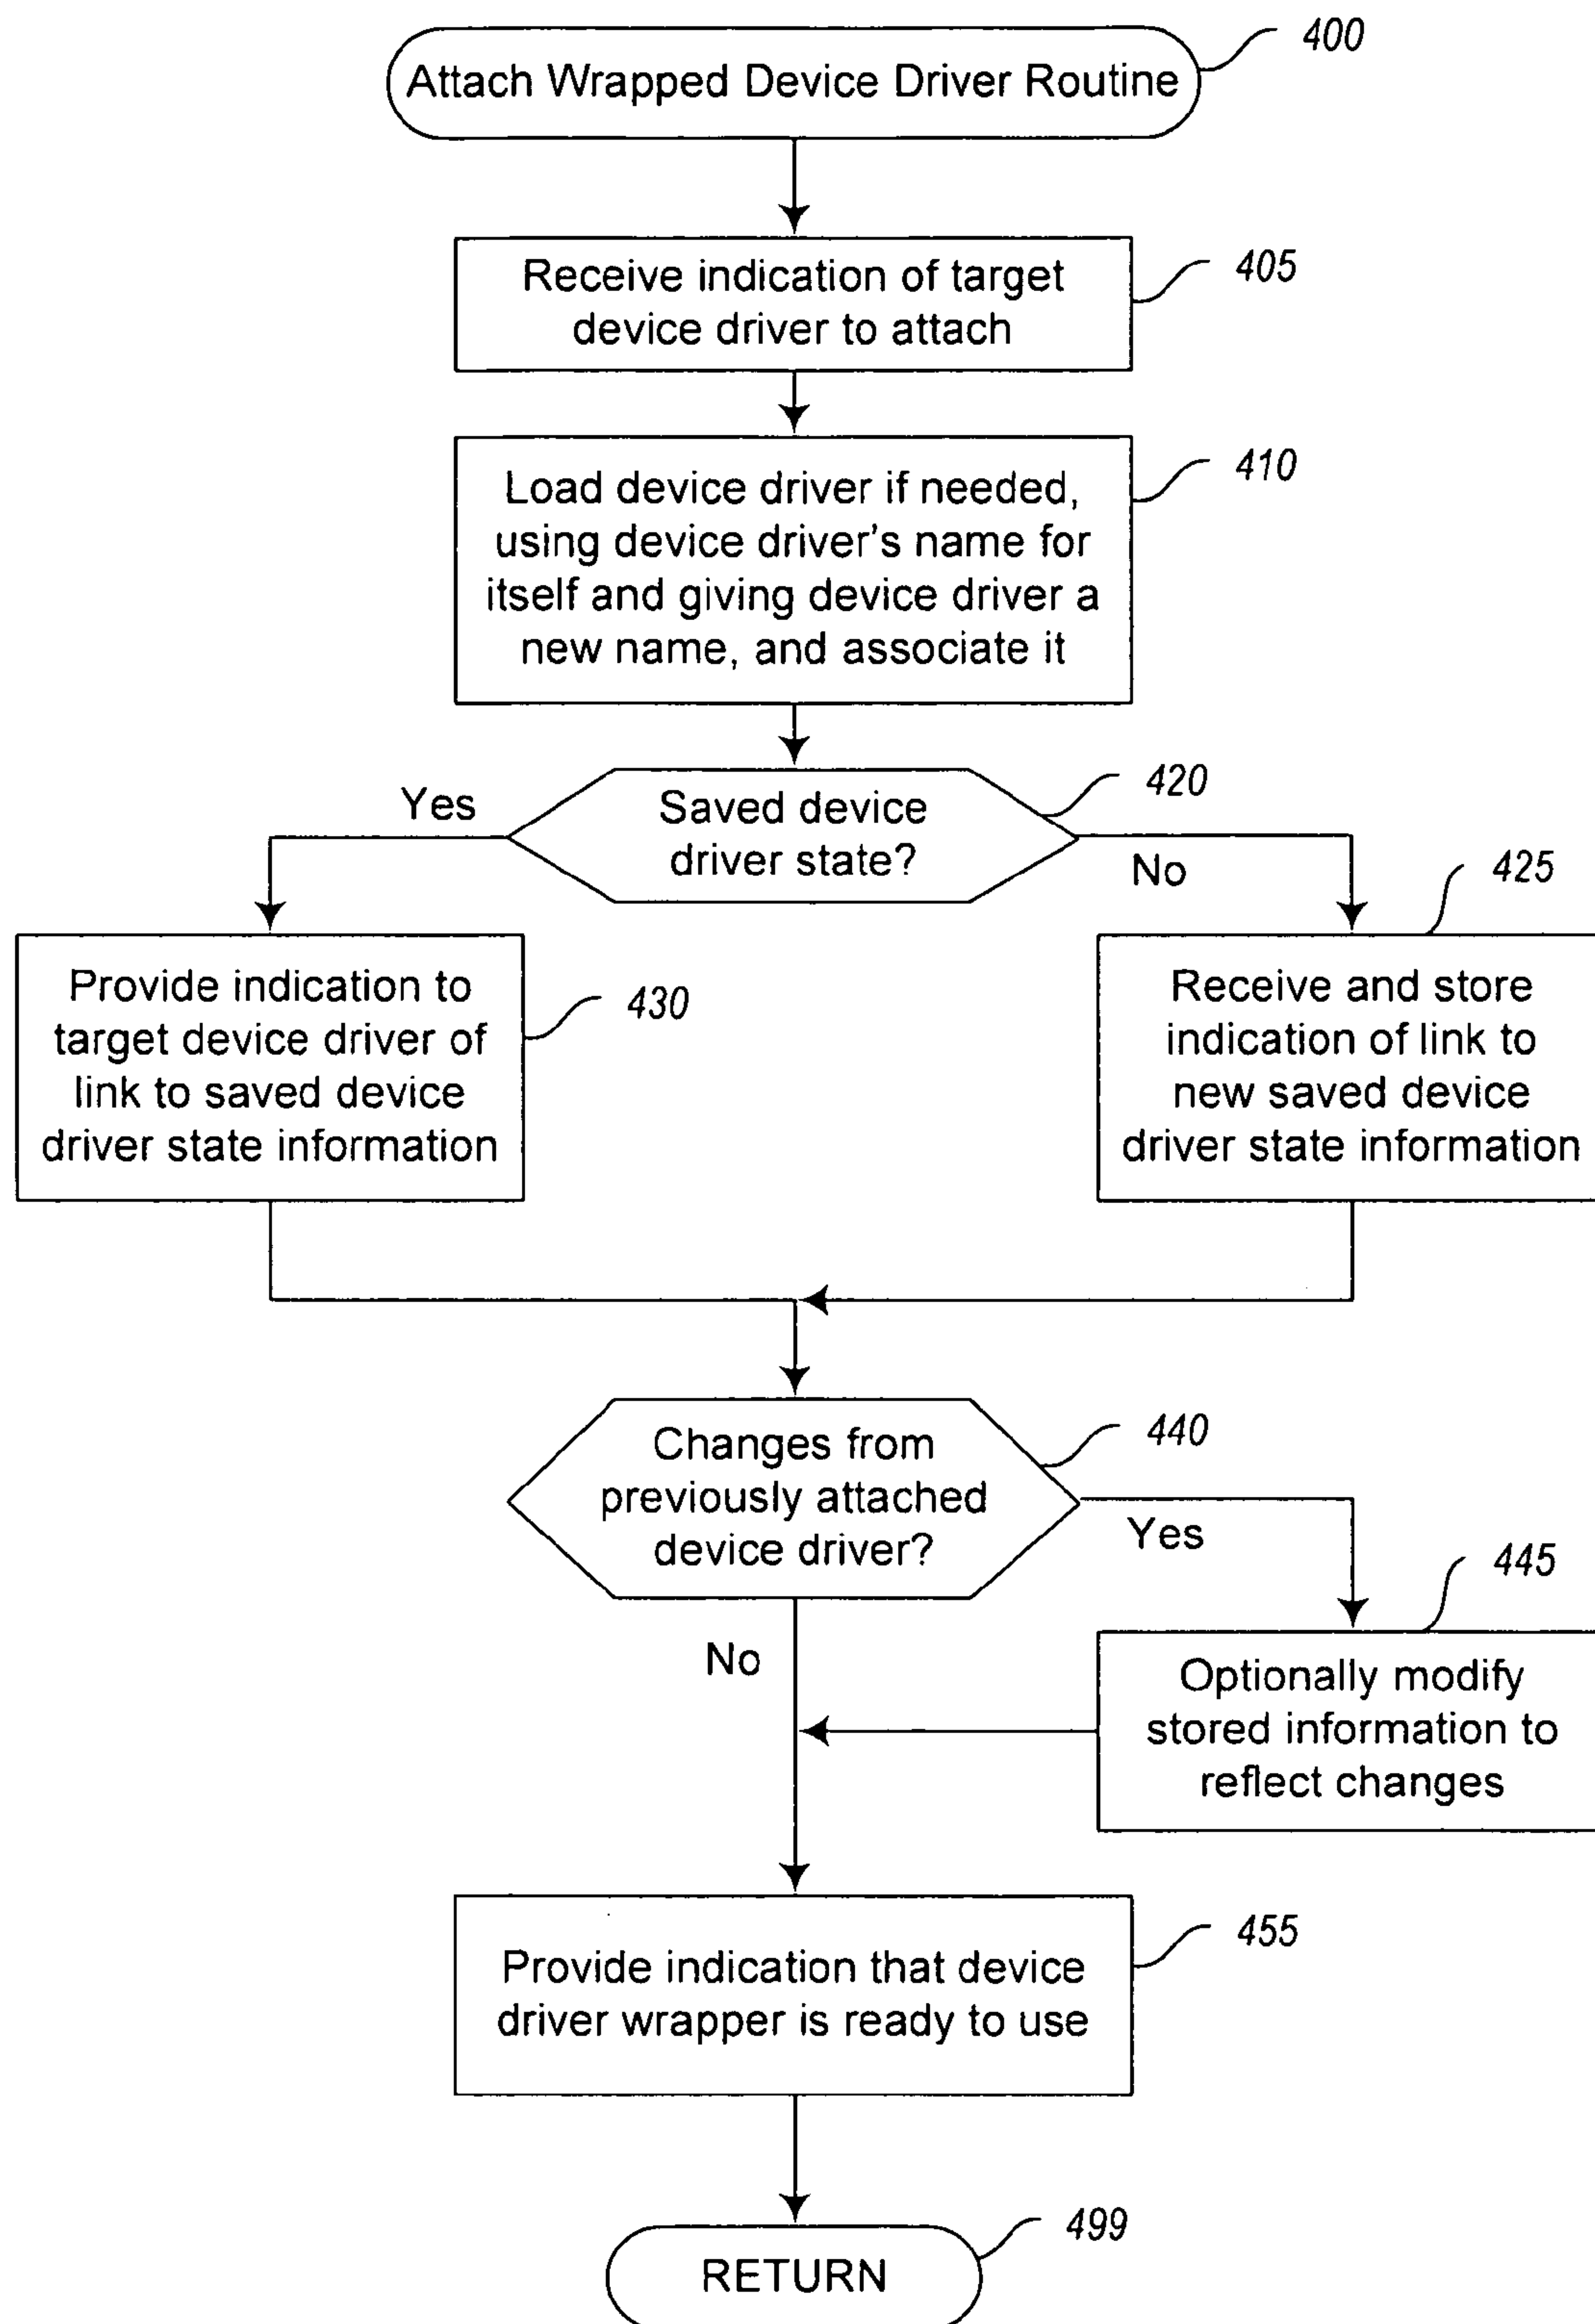 400
Attach Wrapped Device Driver Routine
405
Receive indication of target
device driver to attach
410
Load device driver if needed,
using device driver's name for
itself and giving device driver a
new name, and associate it
420
Yes
Saved device
driver state?
No
425
430
Provide indication to
target device driver of
link to saved device
driver state information
Receive and store
indication of link to
new saved device
driver state information
440
Changes from
previously attached
device driver?
Yes
445
No
Optionally modify
stored information to
reflect changes
455
Provide indication that device
driver wrapper is ready to use
499
RETURN